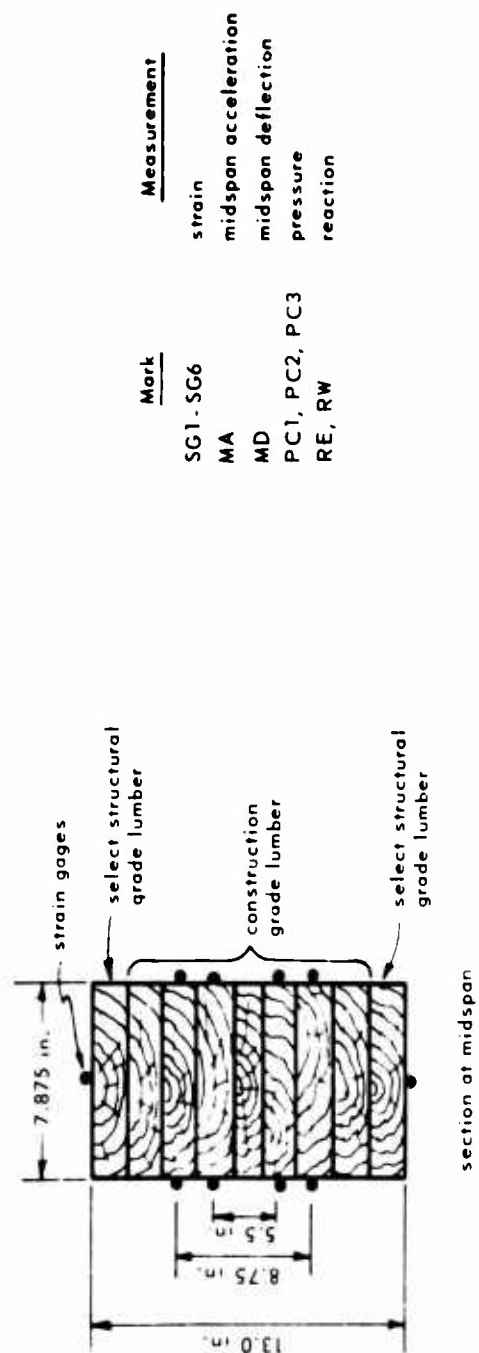 strain gages
select structural
grade lumber
construction
grade lumber
select structural
grade lumber
7.875 in.
5.5 in.
8.75 in.
13.0 in.
section at midspan
Mark Measurement
SG1 - SG6 strain
MA midspan acceleration
MD midspan deflection
PC1, PC2, PC3 pressure
RE, RW reaction